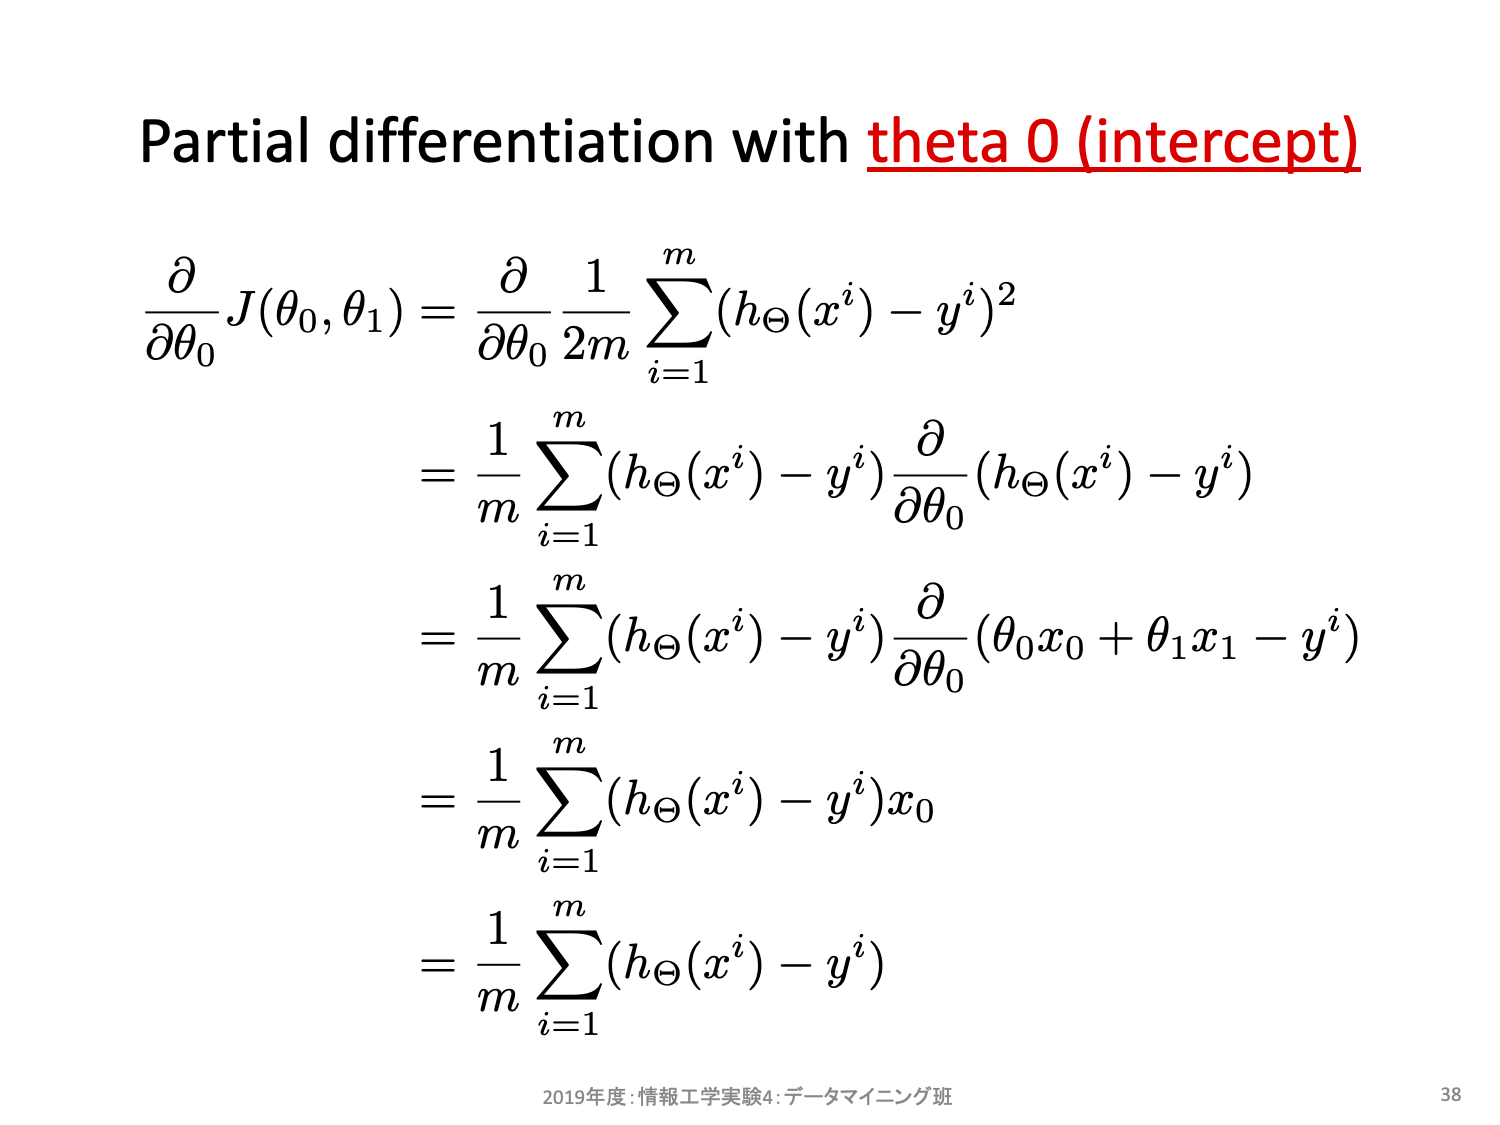 Partial differentiation with theta 0 (intercept)
\frac{\partial}{\partial\theta_0} J(\theta_0, \theta_1) = \frac{\partial}{\partial\theta_0} \frac{1}{2m} \sum_{i=1}^{m} (h_\Theta(x^i) - y^i)^2
= \frac{1}{m} \sum_{i=1}^{m} (h_\Theta(x^i) - y^i) \frac{\partial}{\partial\theta_0} (h_\Theta(x^i) - y^i)
= \frac{1}{m} \sum_{i=1}^{m} (h_\Theta(x^i) - y^i) \frac{\partial}{\partial\theta_0} (\theta_0 x_0 + \theta_1 x_1 - y^i)
= \frac{1}{m} \sum_{i=1}^{m} (h_\Theta(x^i) - y^i) x_0
= \frac{1}{m} \sum_{i=1}^{m} (h_\Theta(x^i) - y^i)
2019年度：情報工学実験4：データマイニング班
38